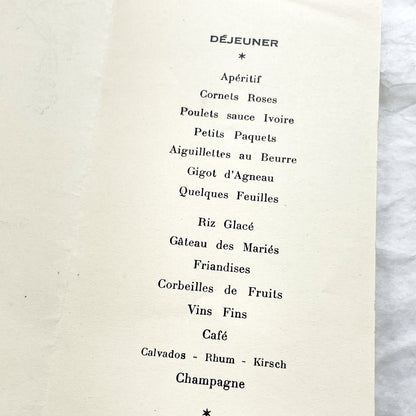 DÉJEUNER
*
Apéritif
Cornets Roses
Poulets sauce Ivoire
Petits Paquets
Aiguillettes au Beurre
Gigot d'Agneau
Quelques Feuilles
Riz Glacé
Gâteau des Mariés
Friandises
Corbeilles de Fruits
Vins Fins
Café
Calvados - Rhum - Kirsch
Champagne
*